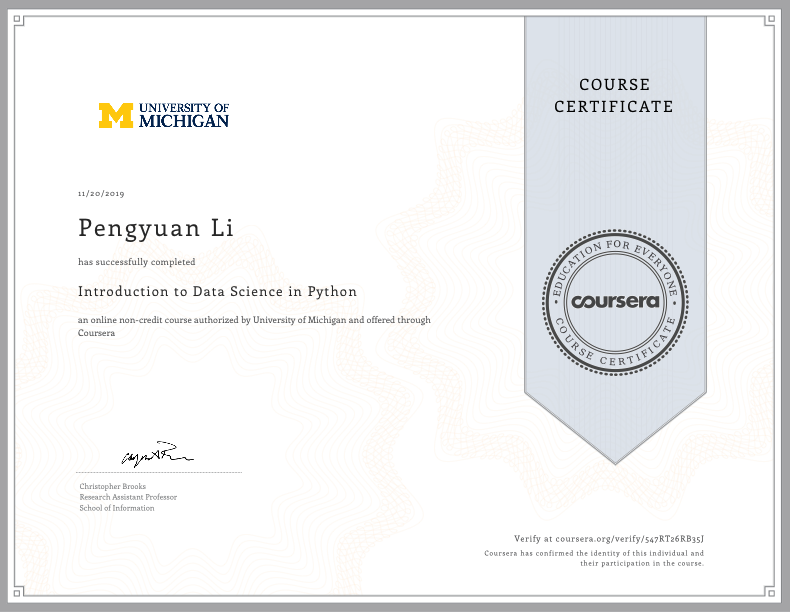 UNIVERSITY OF
MICHIGAN
COURSE
CERTIFICATE
11/20/2019
Pengyuan Li
has successfully completed
Introduction to Data Science in Python
an online non-credit course authorized by University of Michigan and offered through
Coursera
EDUCATION FOR EVERYONE
coursera
COURSE CERTIFICATE
Christopher Brooks
Research Assistant Professor
School of Information
Verify at coursera.org/verify/547RT26RB35J
Coursera has confirmed the identity of this individual and
their participation in the course.